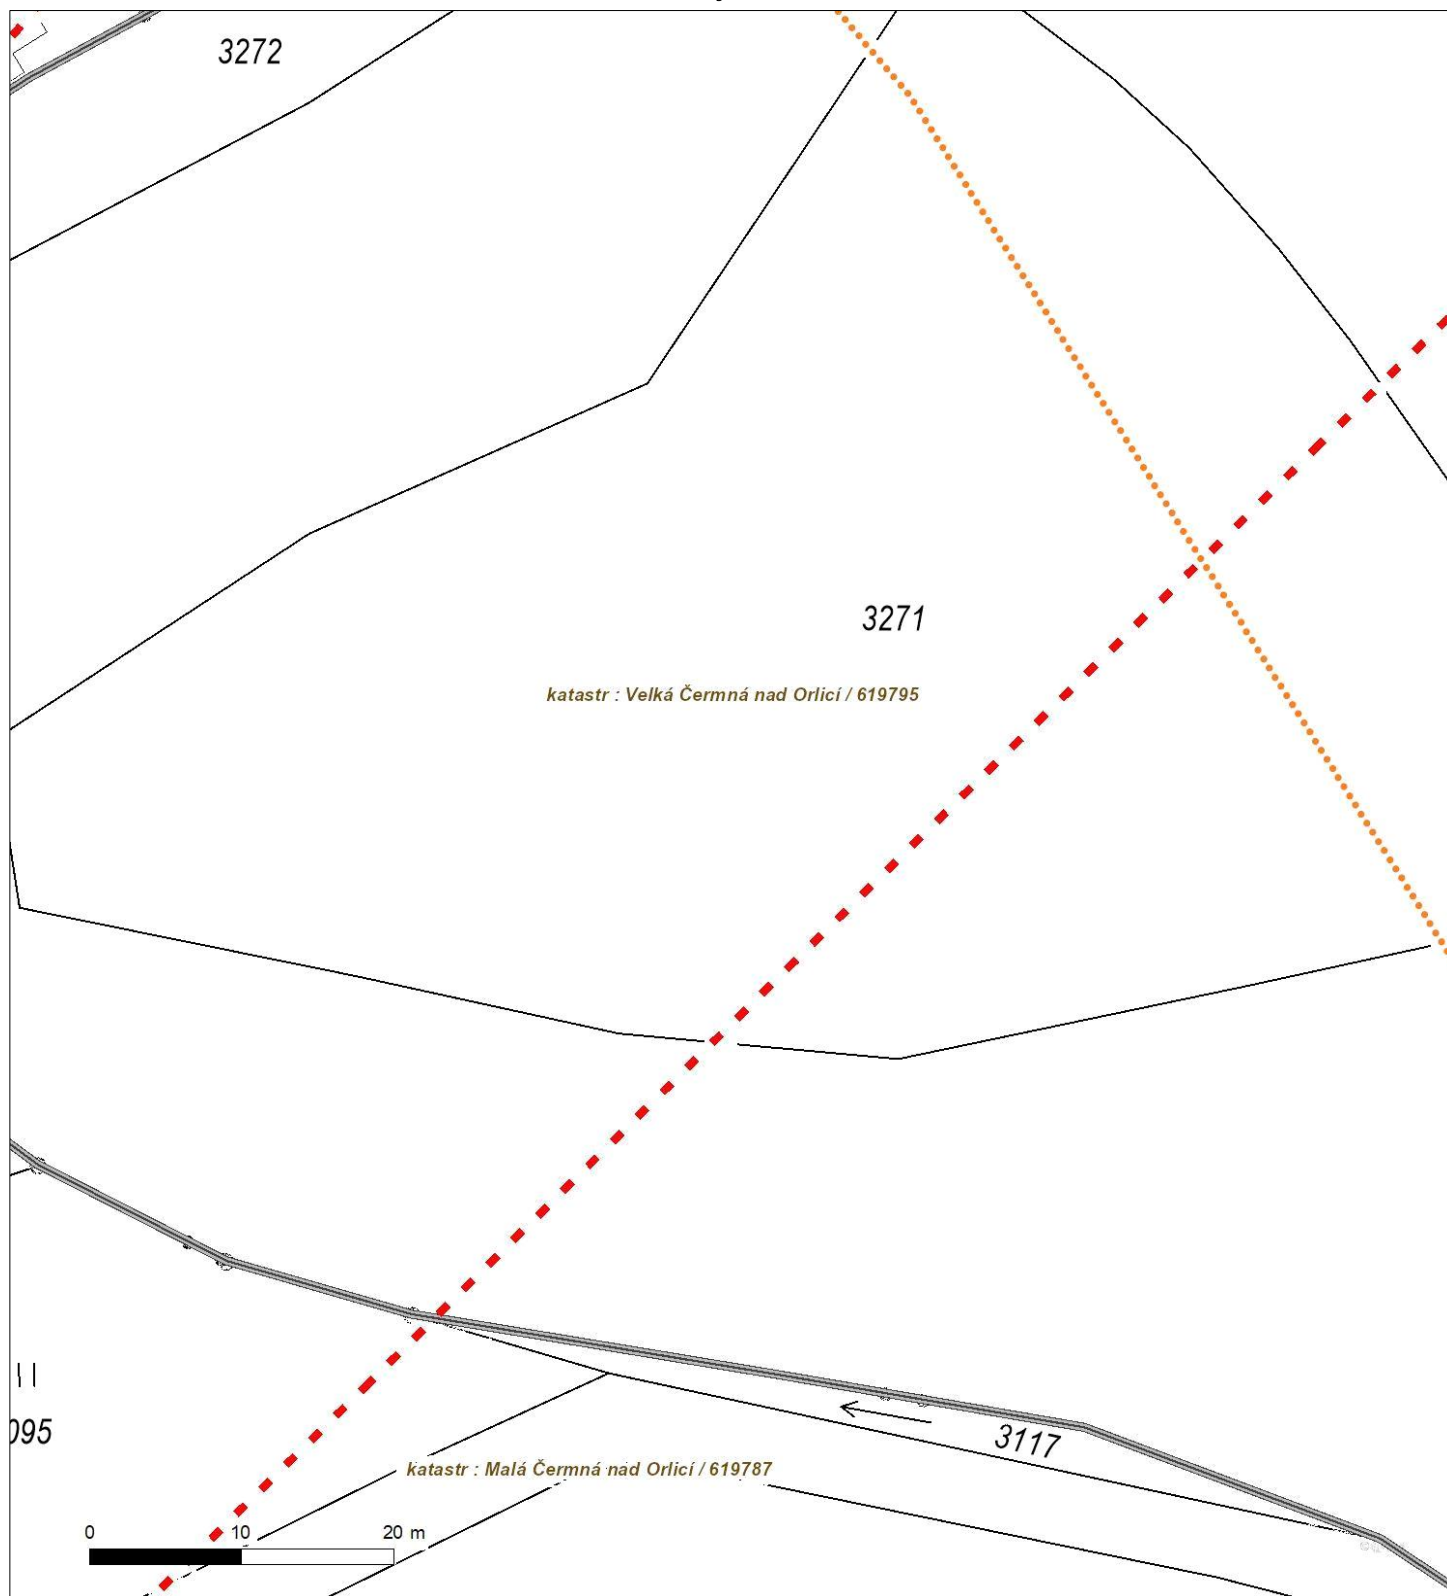 3272
3271
katastr : Velká Čermná nad Orlicí / 619795
095
3117
katastr : Malá Čermná nad Orlicí / 619787
0 10 20 m